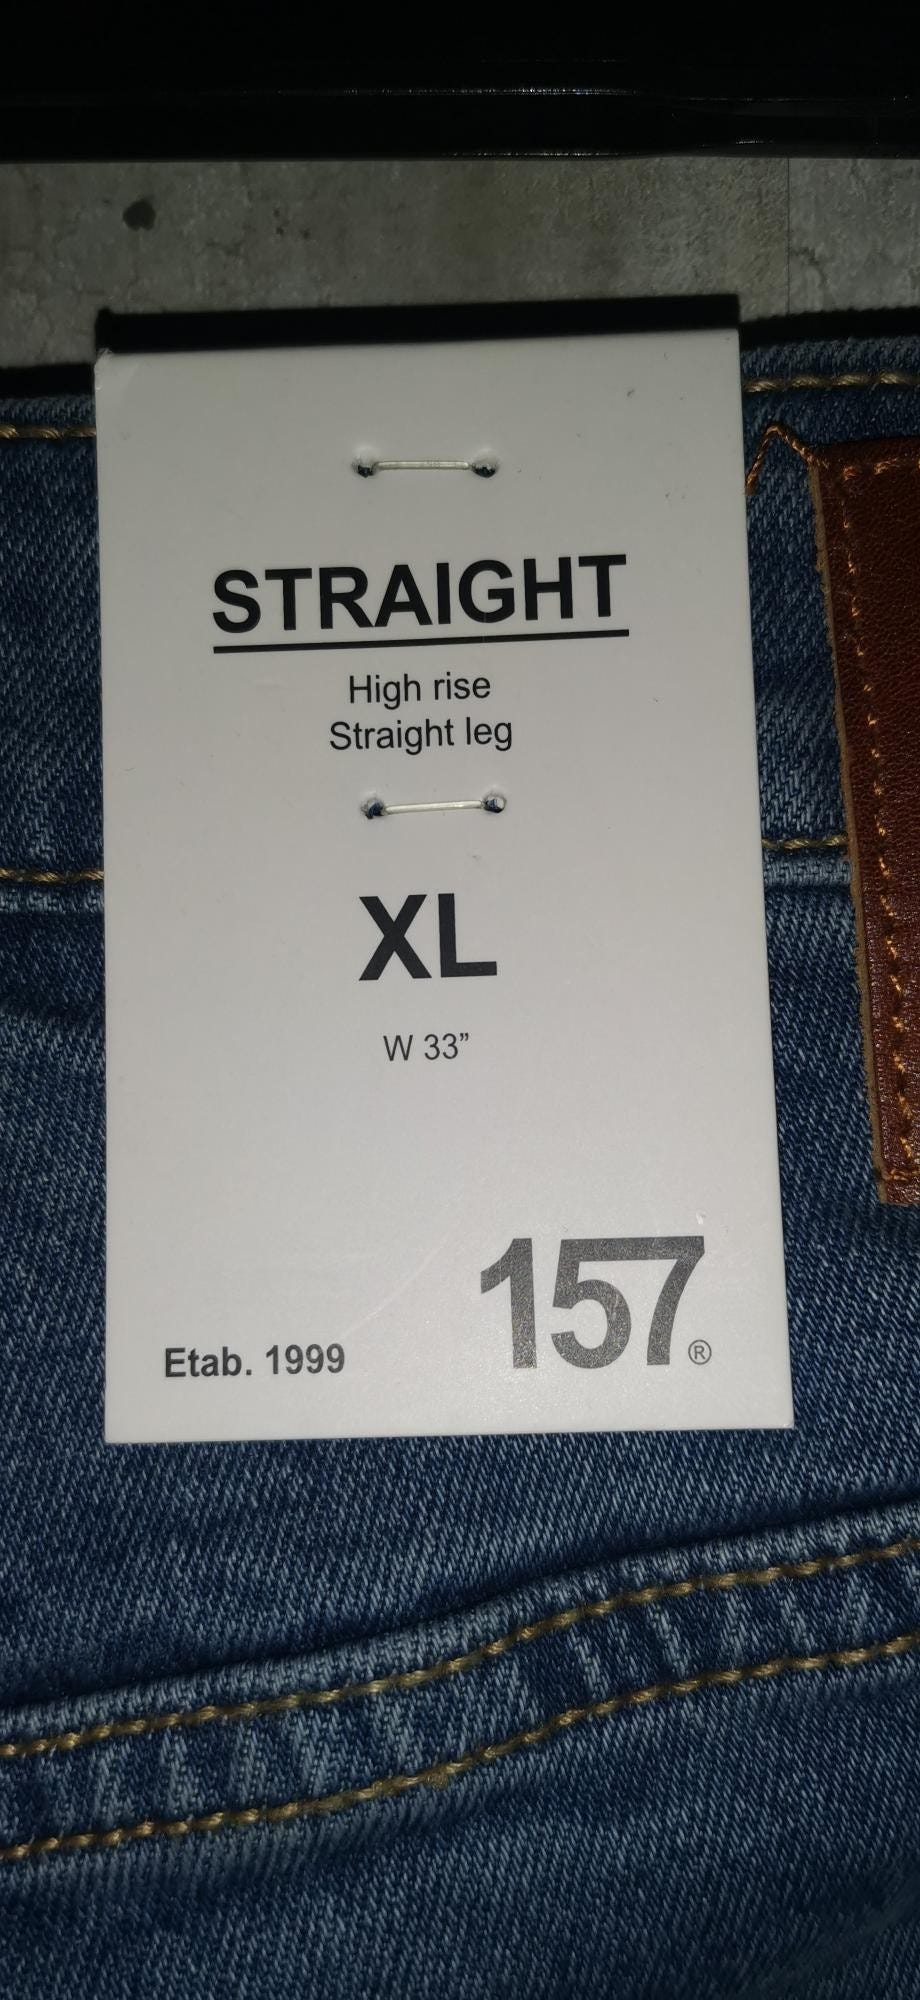 STRAIGHT
High rise
Straight leg
XL
W 33”
157®
Etab. 1999